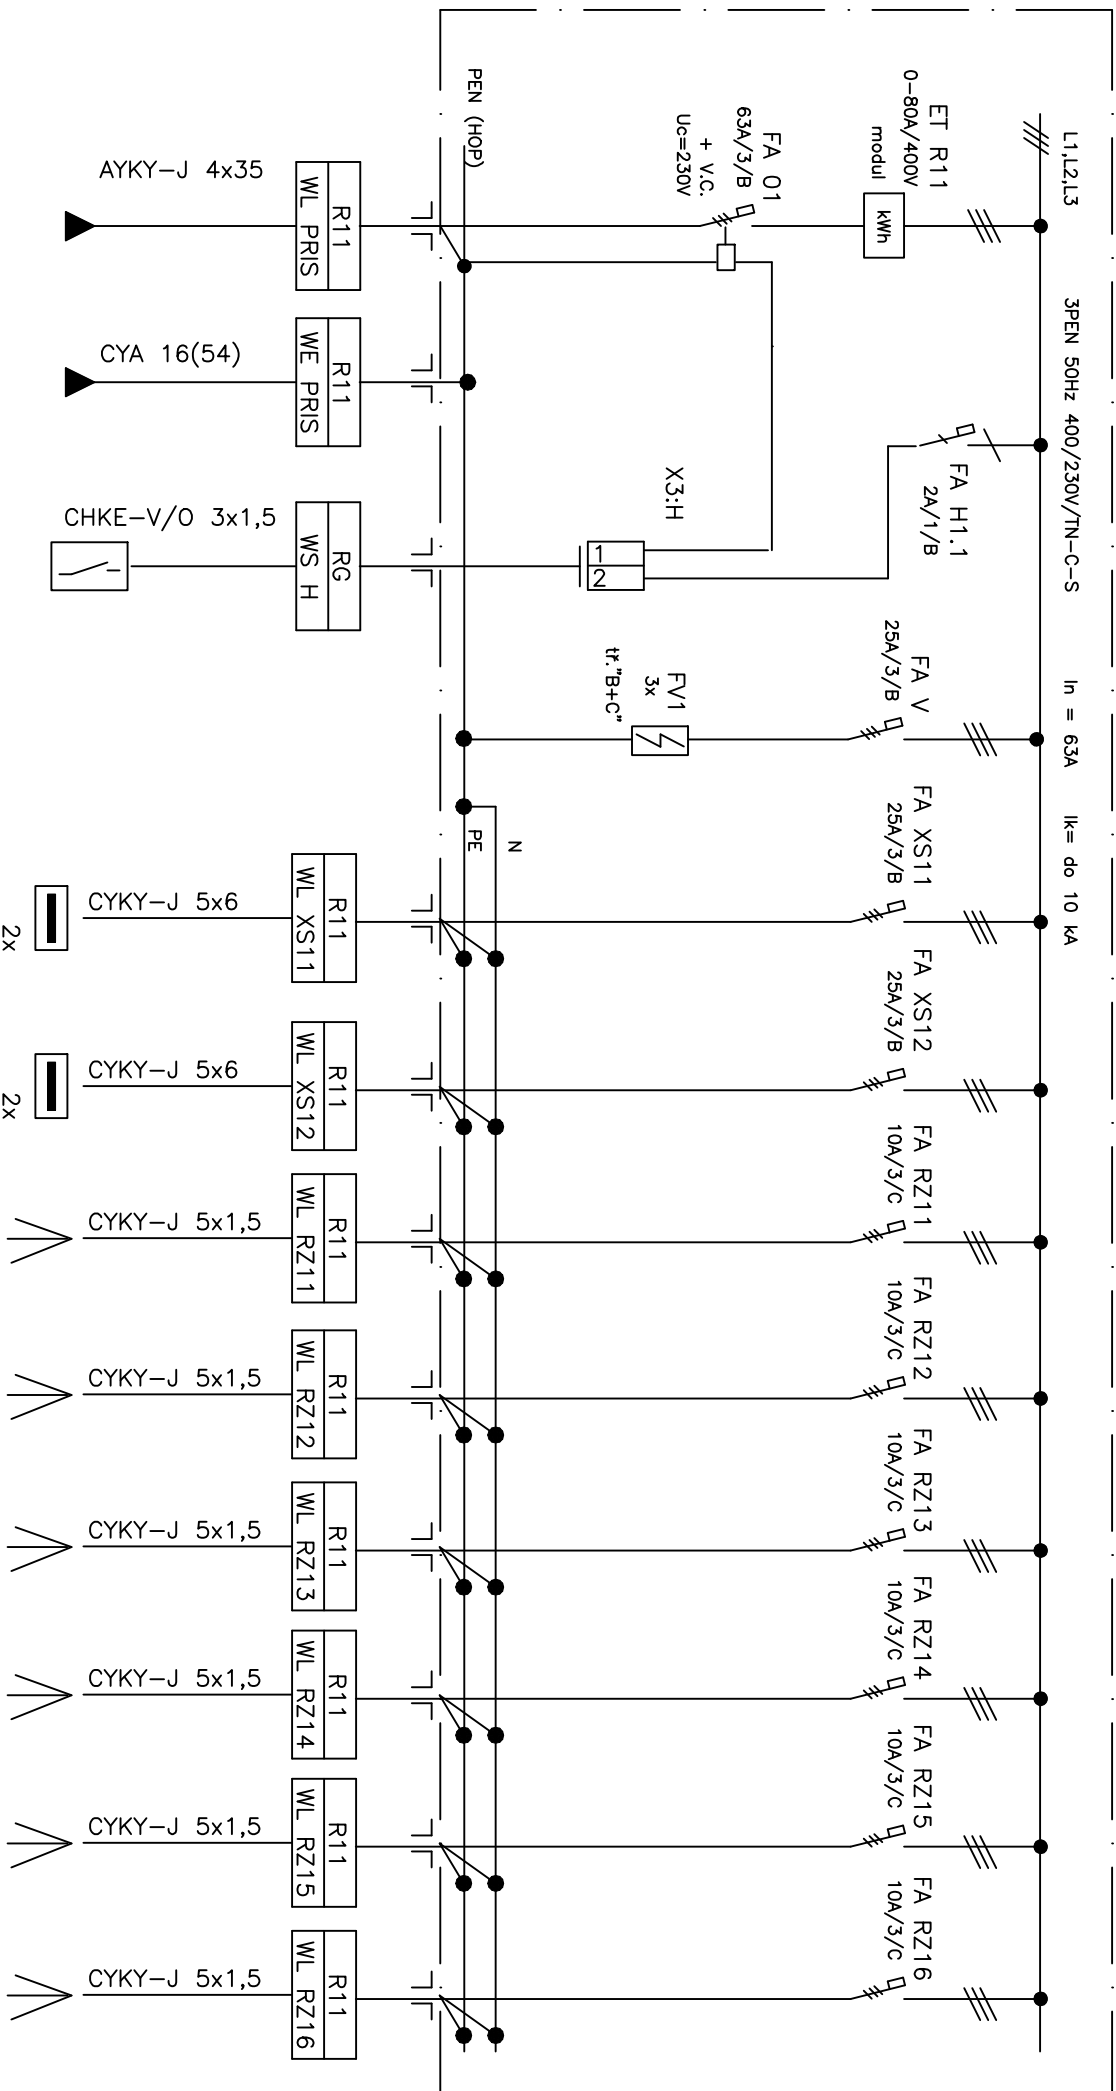 L1,L2,L3
3PEN 50Hz 400/230V/TN-C-S
In = 63A
Ik= do 10 kA
ET R11
0-80A/400V
modul
kWh
FA 01
63A/3/B
+ V.C.
Uc=230V
FA H1.1
2A/1/B
X3:H
1
2
FA V
25A/3/B
FV1
3x
tř."B+C"
FA XS11
25A/3/B
FA XS12
25A/3/B
FA RZ11
10A/3/C
FA RZ12
10A/3/C
FA RZ13
10A/3/C
FA RZ14
10A/3/C
FA RZ15
10A/3/C
FA RZ16
10A/3/C
PEN (HOP)
N
PE
R11
WL PRIS
AYKY-J 4x35
R11
WE PRIS
CYA 16(54)
RG
WS H
CHKE-V/O 3x1,5
R11
WL XS11
CYKY-J 5x6
2x
R11
WL XS12
CYKY-J 5x6
2x
R11
WL RZ11
CYKY-J 5x1,5
R11
WL RZ12
CYKY-J 5x1,5
R11
WL RZ13
CYKY-J 5x1,5
R11
WL RZ14
CYKY-J 5x1,5
R11
WL RZ15
CYKY-J 5x1,5
R11
WL RZ16
CYKY-J 5x1,5